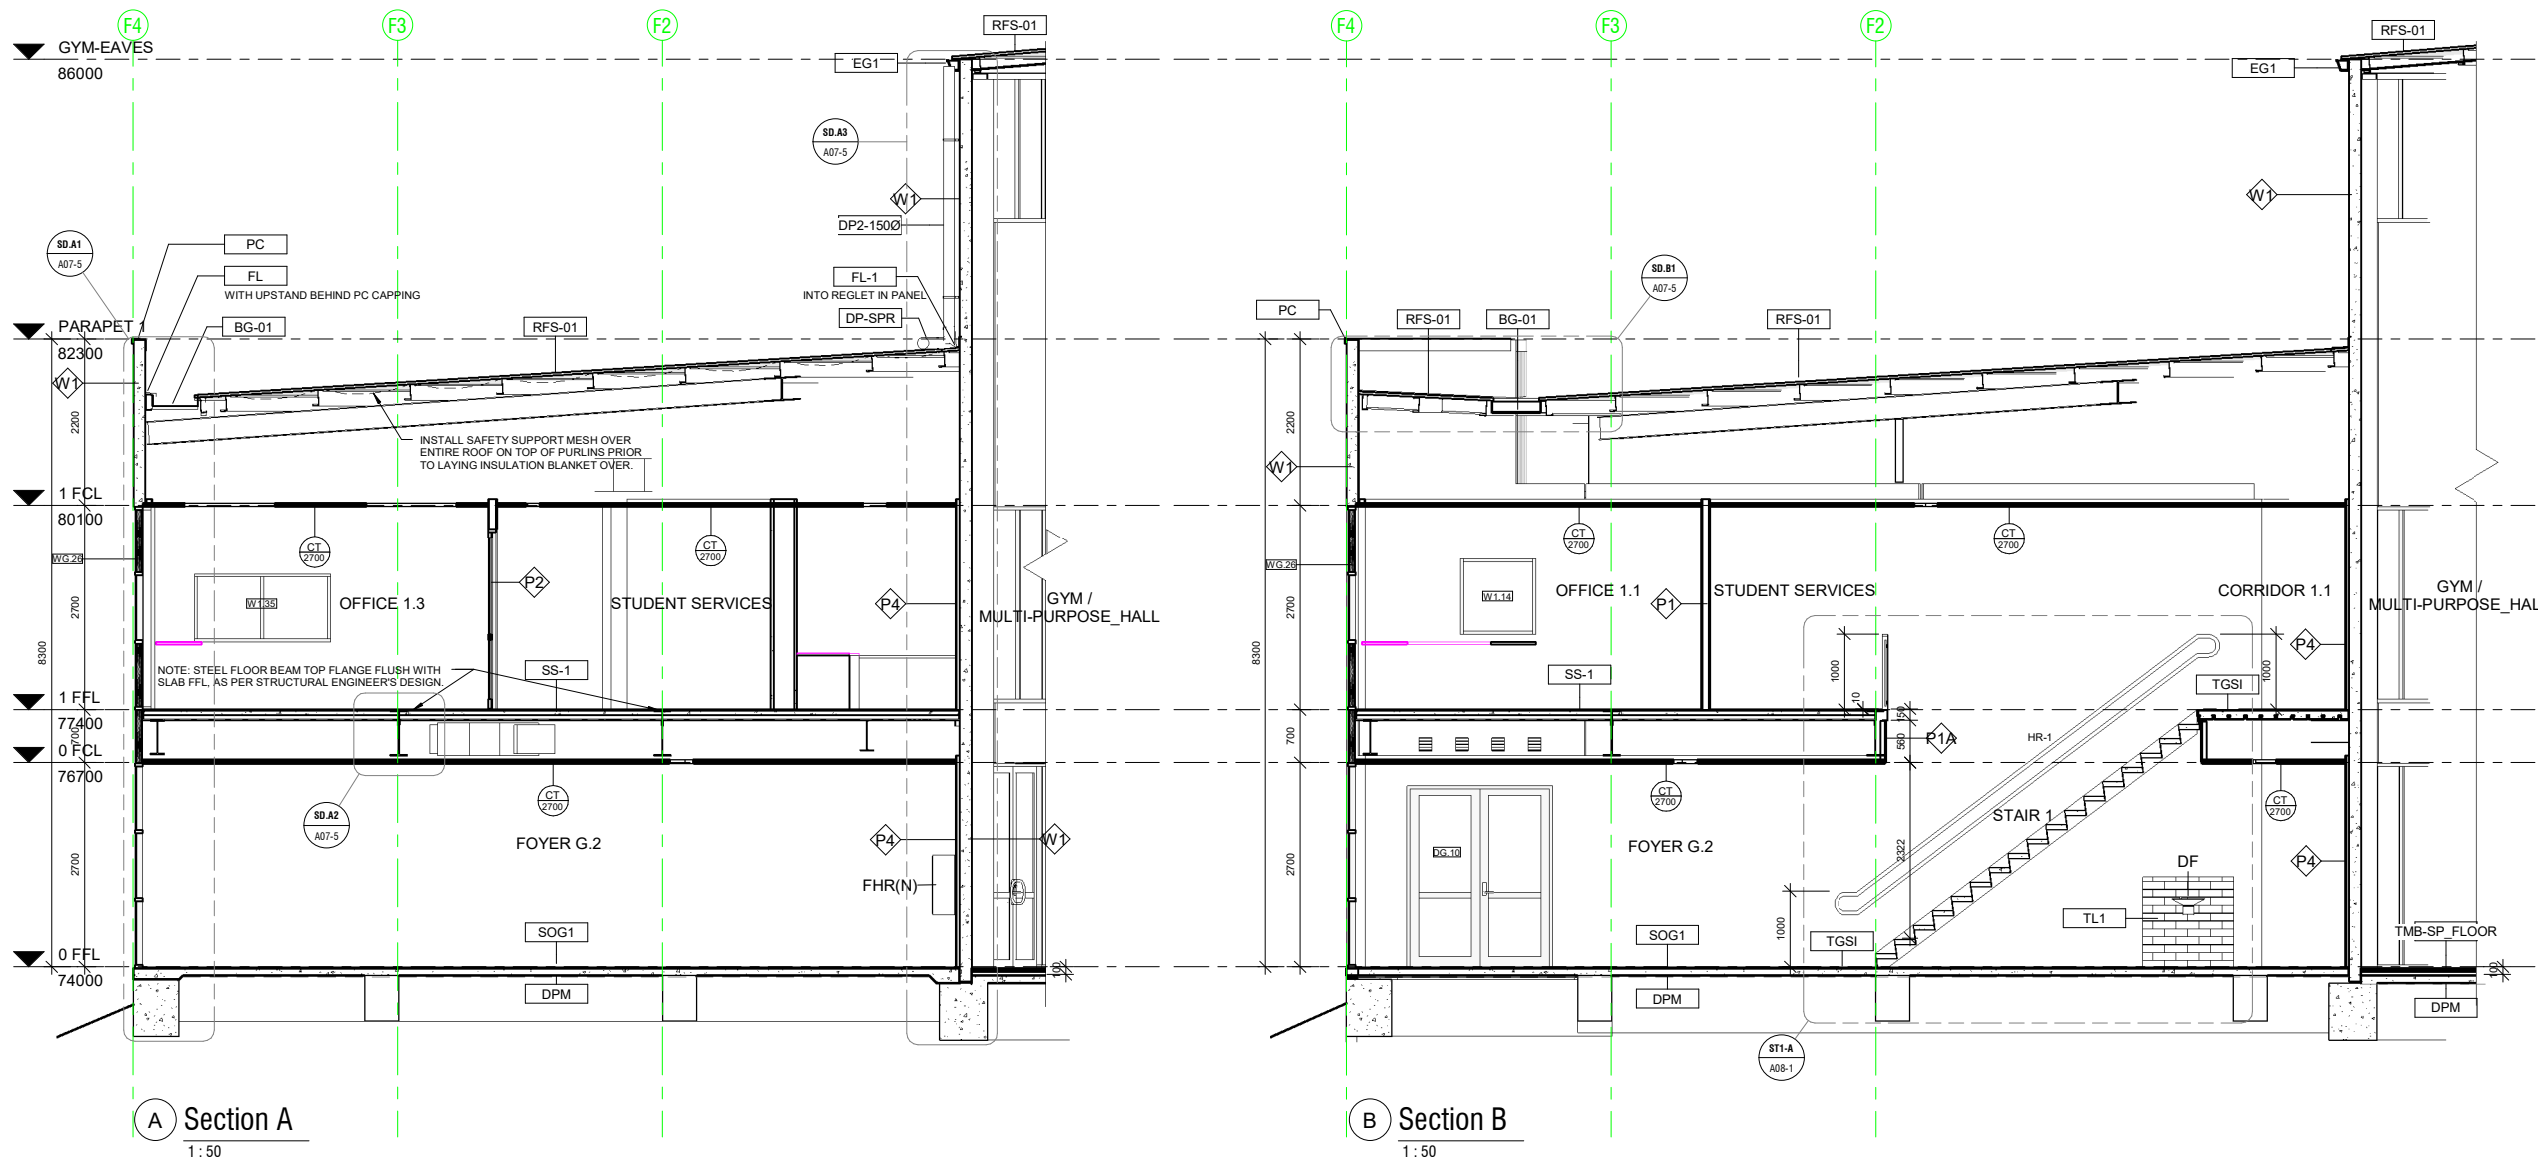 F4
F3
F2
RFS-01
GYM-EAVES
86000
EG1
SD.A3
A07-5
W1
DP2-150Ø
SD.A1
A07-5
PC
FL
WITH UPSTAND BEHIND PC CAPPING
FL-1
INTO REGLET IN PANEL
DP-SPR
PARAPET 1
82300
BG-01
RFS-01
W1
2200
INSTALL SAFETY SUPPORT MESH OVER
ENTIRE ROOF ON TOP OF PURLINS PRIOR
TO LAYING INSULATION BLANKET OVER.
1 FCL
80100
CT
2700
CT
2700
WG.26
P2
W1.35
OFFICE 1.3
STUDENT SERVICES
P4
GYM /
MULTI-PURPOSE_HALL
2700
8300
NOTE: STEEL FLOOR BEAM TOP FLANGE FLUSH WITH
SLAB FFL, AS PER STRUCTURAL ENGINEER'S DESIGN.
SS-1
1 FFL
77400
700
0 FCL
76700
CT
2700
SD.A2
A07-5
FOYER G.2
P4
W1
2700
FHR(N)
SOG1
0 FFL
74000
100
DPM
A
Section A
1 : 50
F4
F3
F2
RFS-01
EG1
W1
SD.B1
A07-5
PC
RFS-01
BG-01
RFS-01
2200
W1
CT
2700
CT
2700
WG.26
W1.14
OFFICE 1.1
P1
STUDENT SERVICES
CORRIDOR 1.1
GYM /
MULTI-PURPOSE_HAL
2700
8300
P4
SS-1
1000
10
1000
TGSI
150
700
560
P1A
HR-1
CT
2700
CT
2700
STAIR 1
DG.10
FOYER G.2
2322
DF
P4
2700
TL1
1000
SOG1
TGSI
TMB-SP_FLOOR
100
DPM
DPM
ST1-A
A08-1
B
Section B
1 : 50